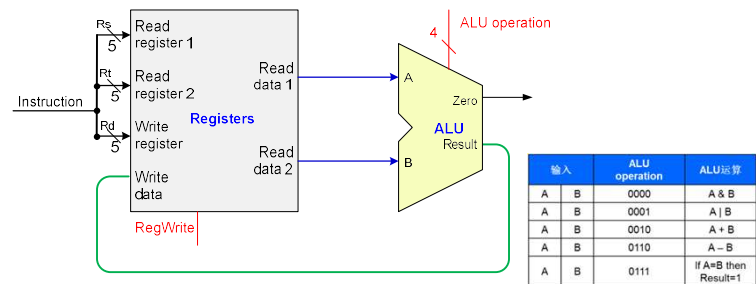 Instruction
Rs
5
Rt
5
Rd
5
Read
register 1
Read
register 2
Write
register
Write
data
Registers
Read
data 1
Read
data 2
RegWrite
ALU operation
4
A
B
Zero
ALU
Result
输入 ALU operation ALU运算
A B 0000 A & B
A B 0001 A | B
A B 0010 A + B
A B 0110 A – B
A B 0111 If A=B then
Result=1